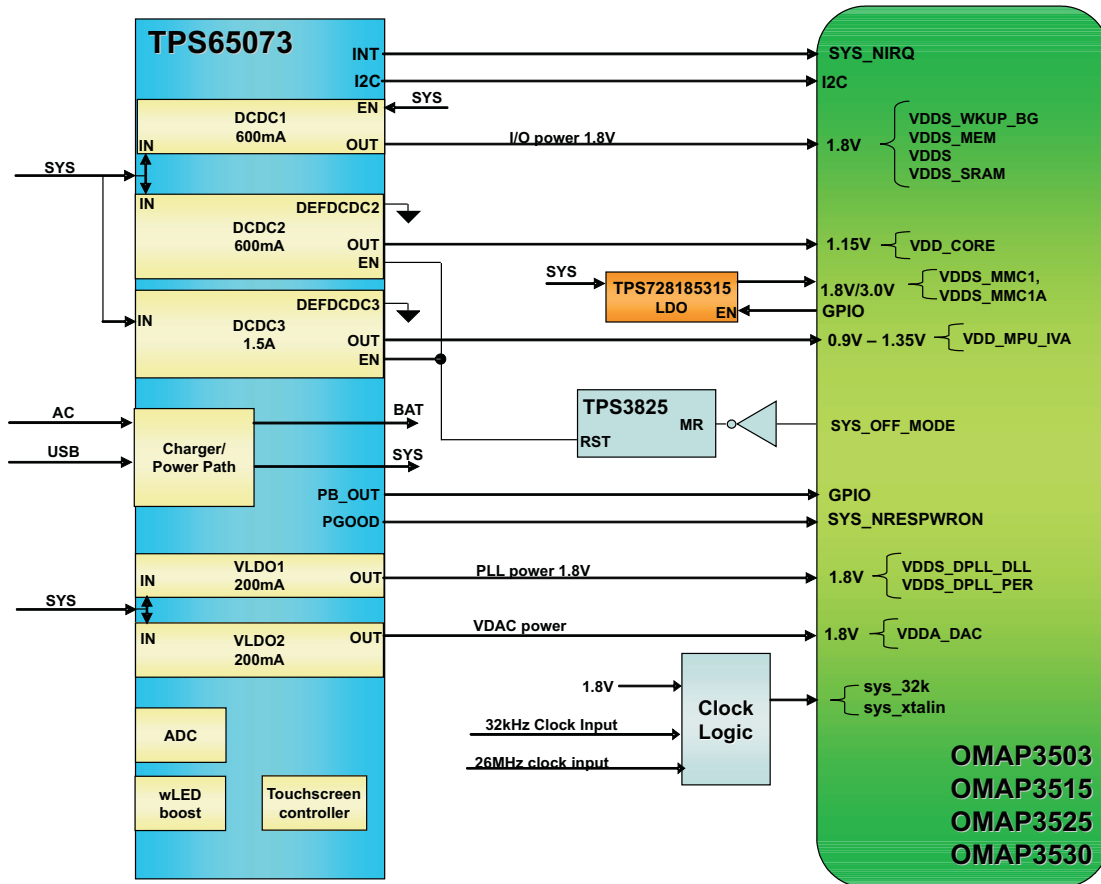 TPS65073
INT
SYS_NIRQ
I2C
I2C
EN
SYS
DCDC1
600mA
IN
OUT
I/O power 1.8V
1.8V
VDDS_WKUP_BG
VDDS_MEM
VDDS
VDDS_SRAM
SYS
IN
DEFDCDC2
DCDC2
600mA
OUT
EN
1.15V
VDD_CORE
SYS
TPS728185315
LDO
EN
1.8V/3.0V
VDDS_MMC1,
VDDS_MMC1A
GPIO
DEFDCDC3
IN
DCDC3
1.5A
OUT
EN
0.9V – 1.35V
VDD_MPU_IVA
TPS3825
MR
RST
SYS_OFF_MODE
AC
USB
Charger/
Power Path
BAT
SYS
PB_OUT
GPIO
PGOOD
SYS_NRESPWRON
VLDO1
200mA
IN
OUT
PLL power 1.8V
1.8V
VDDS_DPLL_DLL
VDDS_DPLL_PER
SYS
IN
VLDO2
200mA
OUT
VDAC power
1.8V
VDDA_DAC
1.8V
32kHz Clock Input
26MHz clock input
Clock
Logic
sys_32k
sys_xtalin
ADC
wLED
boost
Touchscreen
controller
OMAP3503
OMAP3515
OMAP3525
OMAP3530